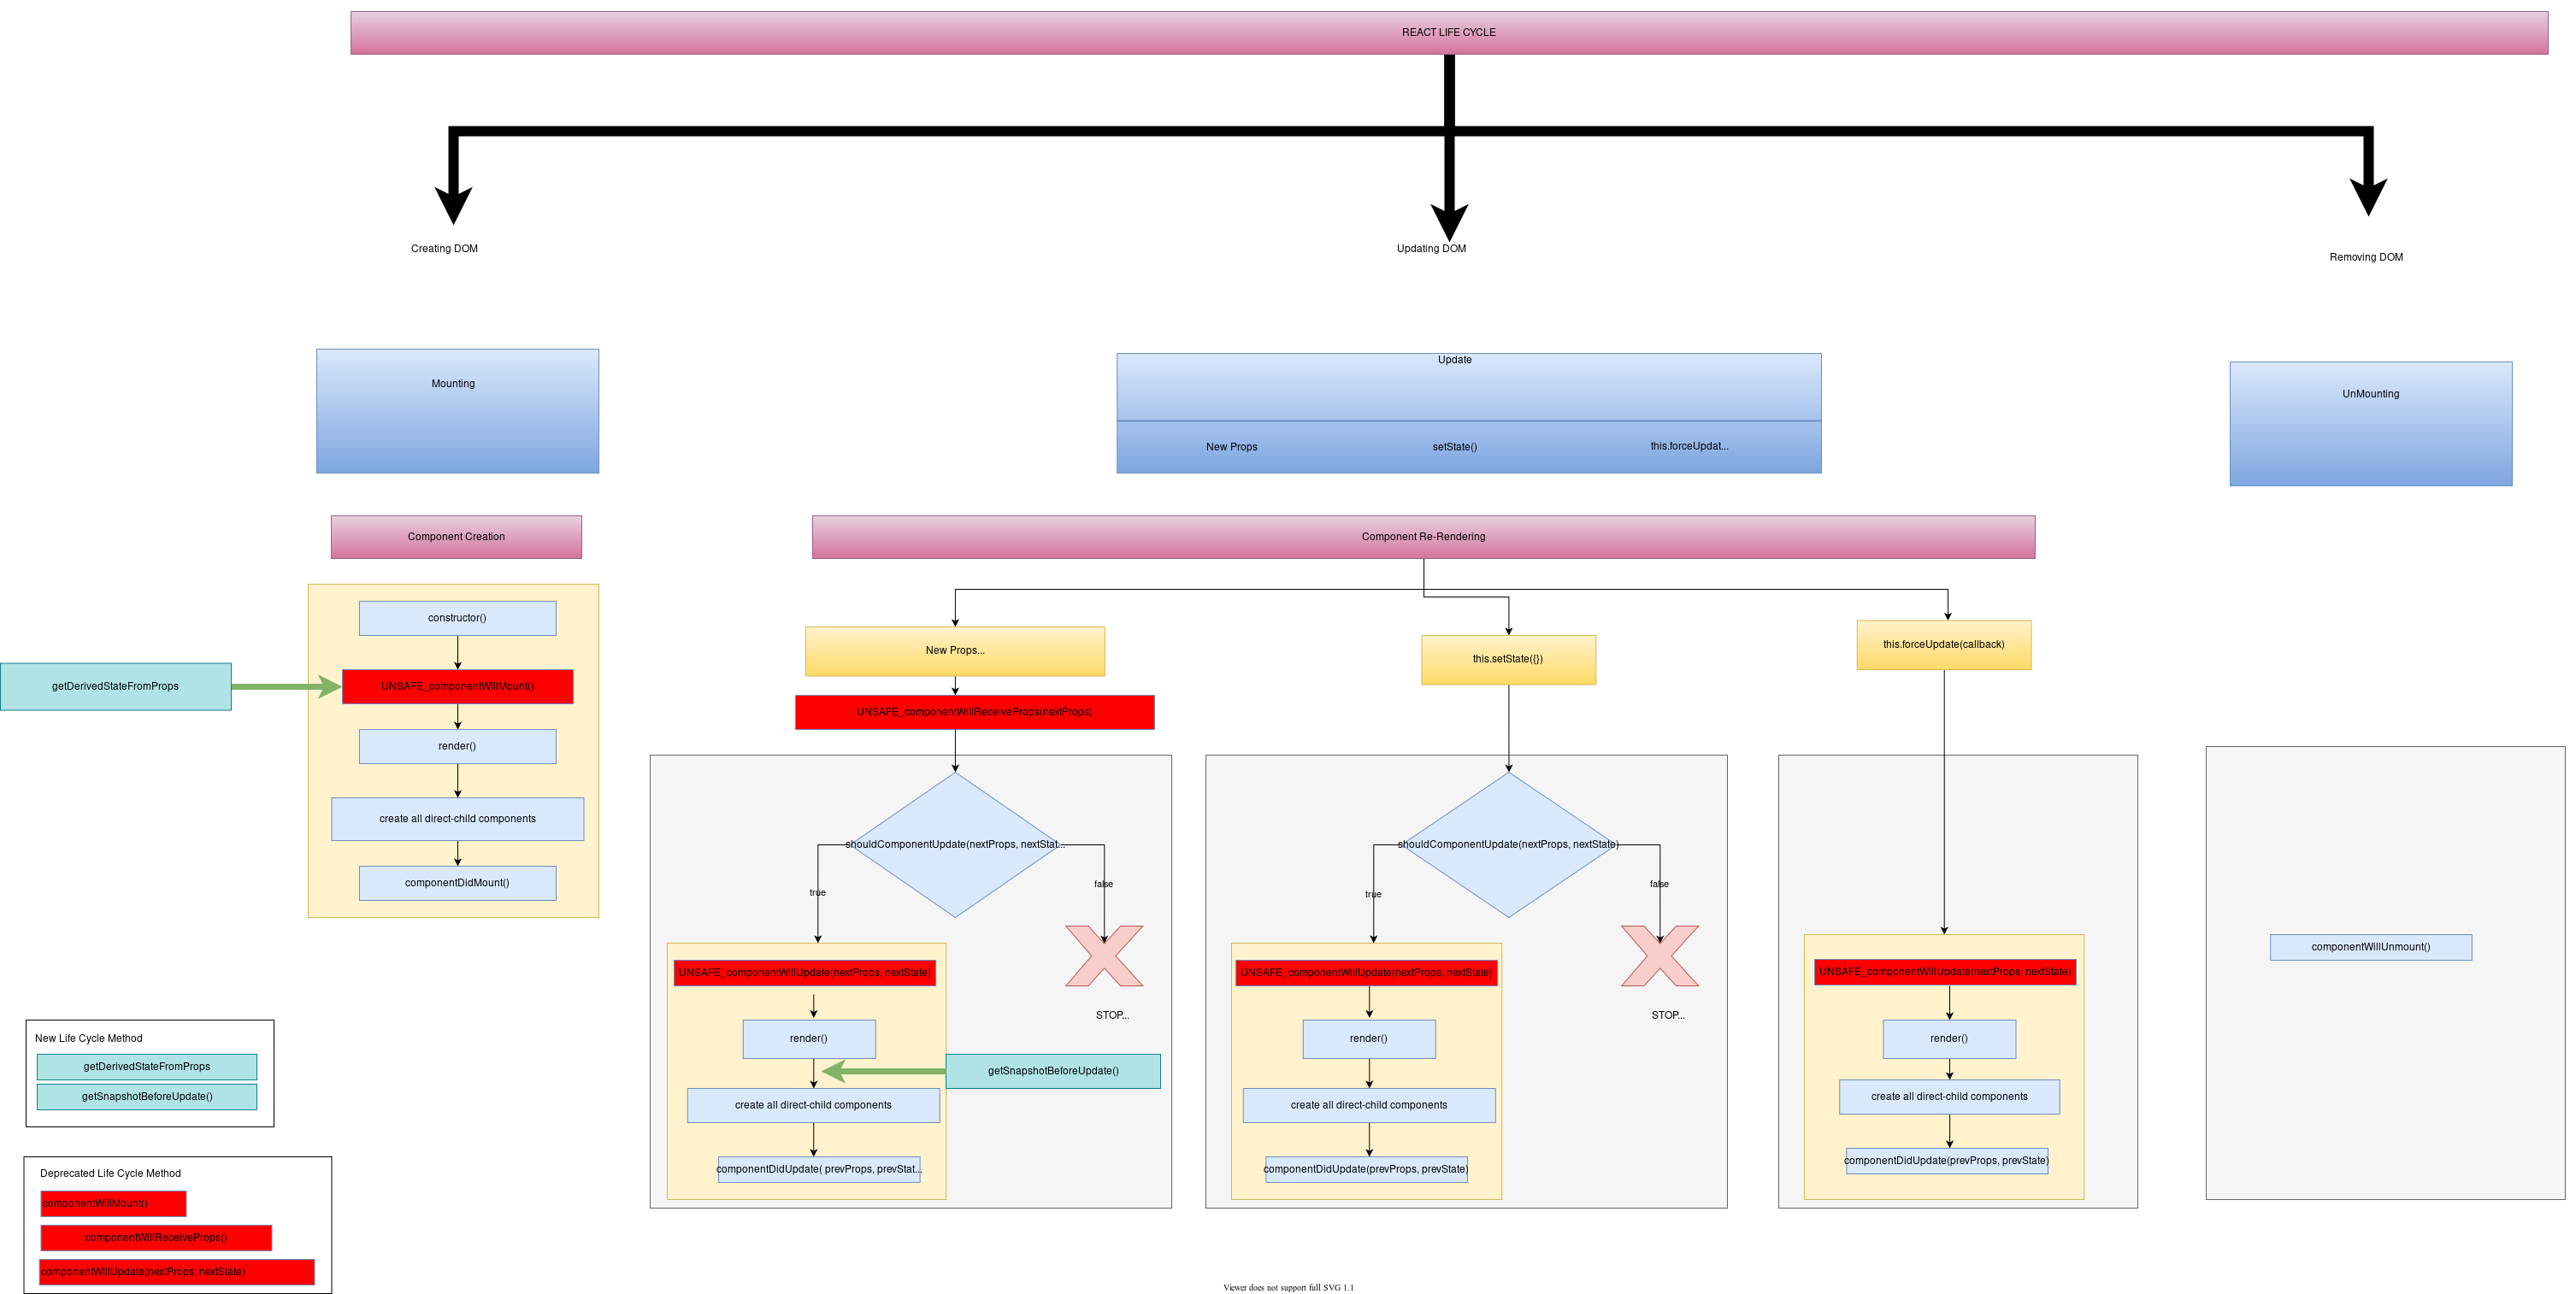 REACT LIFE CYCLE
Creating DOM
Updating DOM
Removing DOM
Mounting
Update
New Props
setState()
this.forceUpdat...
UnMounting
Component Creation
Component Re-Rendering
constructor()
getDerivedStateFromProps
UNSAFE_componentWillMount()
render()
create all direct-child components
componentDidMount()
New Props...
UNSAFE_componentWillReceiveProps(nextProps)
shouldComponentUpdate(nextProps, nextStat...
true
false
UNSAFE_componentWillUpdate(nextProps, nextState)
STOP...
render()
getSnapshotBeforeUpdate()
create all direct-child components
componentDidUpdate( prevProps, prevStat...
this.setState({})
shouldComponentUpdate(nextProps, nextState)
true
false
UNSAFE_componentWillUpdate(nextProps, nextState)
STOP...
render()
create all direct-child components
componentDidUpdate(prevProps, prevState)
this.forceUpdate(callback)
UNSAFE_componentWillUpdate(nextProps, nextState)
render()
create all direct-child components
componentDidUpdate(prevProps, prevState)
componentWillUnmount()
New Life Cycle Method
getDerivedStateFromProps
getSnapshotBeforeUpdate()
Deprecated Life Cycle Method
componentWillMount()
componentWillReceiveProps()
componentWillUpdate(nextProps, nextState)
Viewer does not support full SVG 1.1